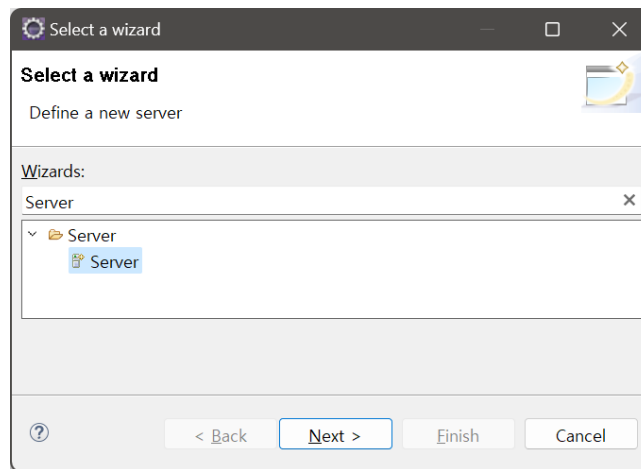 Select a wizard
Select a wizard
Define a new server
Wizards:
Server
Server
Server
< Back Next > Finish Cancel